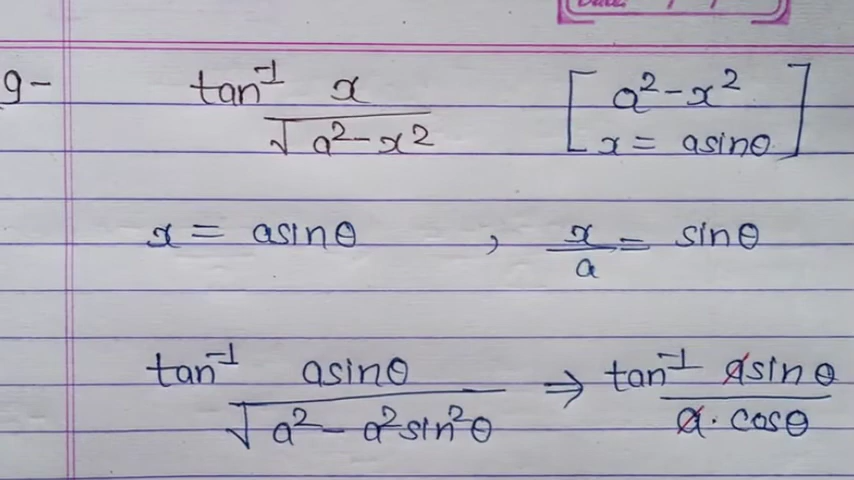 Date:
9- tan⁻¹ x/√(a²-x²) [a²-x²
x = asinθ]
x = asinθ , x/a = sinθ
tan⁻¹ asinθ/√(a²-a²sin²θ) ⇒ tan⁻¹ asinθ/(a·cosθ)